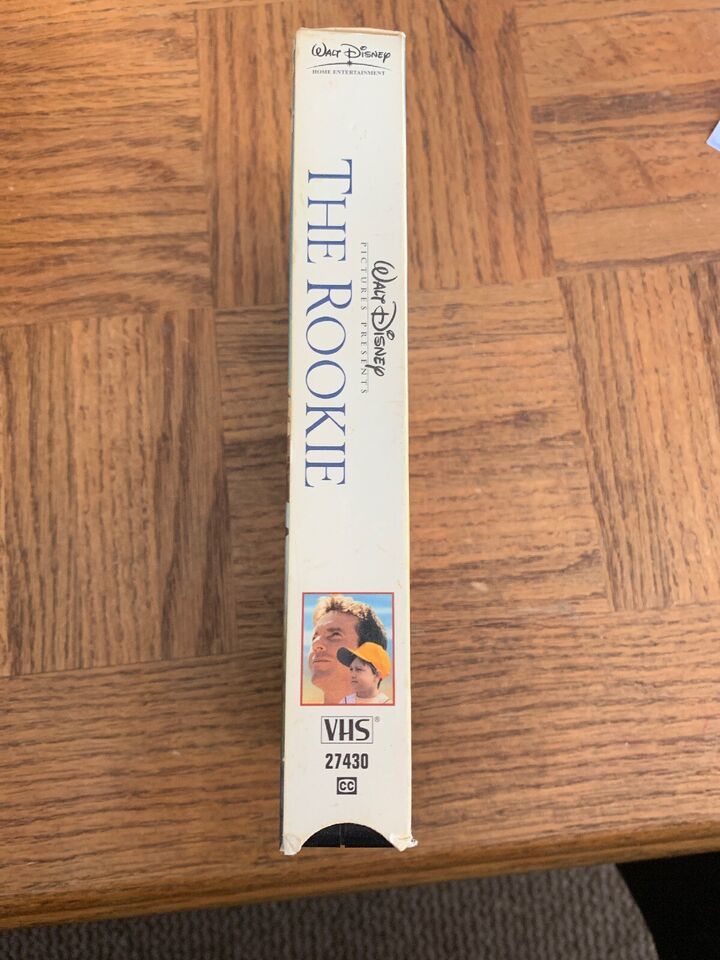 WALT DISNEY
HOME ENTERTAINMENT
WALT DISNEY
PICTURES PRESENTS
THE ROOKIE
VHS®
27430
CC